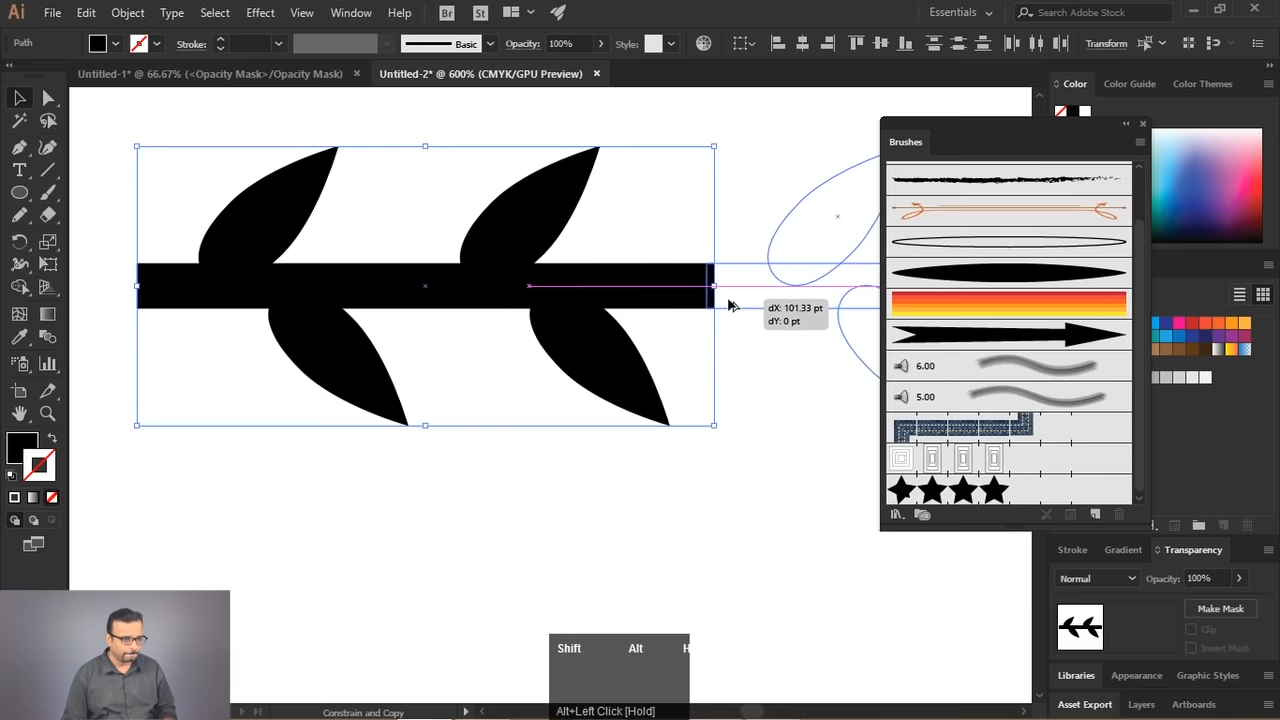 Ai File Edit Object Type Select Effect View Window Help Br St Essentials Search Adobe Stock
Path Stroke: Basic Opacity: 100% Style: Transform
Untitled-1* @ 66.67% (<Opacity Mask>/Opacity Mask) × Untitled-2* @ 600% (CMYK/GPU Preview) ×
Color Color Guide Color Themes
Brushes
dX: 101.33 pt
dY: 0 pt
6.00
5.00
Stroke Gradient Transparency
Normal Opacity: 100%
Make Mask
Clip
Invert Mask
Shift Alt H
Libraries Appearance Graphic Styles
Asset Export Layers Artboards
Alt+Left Click [Hold]
Constrain and Copy